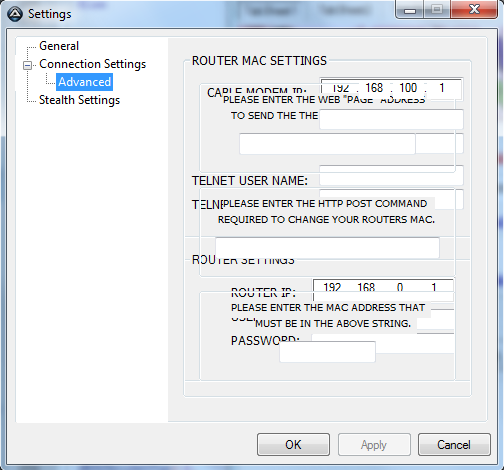 Settings
General
Connection Settings
Advanced
Stealth Settings
ROUTER MAC SETTINGS
CABLE MODEM IP: 192 . 168 . 100 . 1
PLEASE ENTER THE WEB "PAGE" ADDRESS
TO SEND THE THE
TELNET USER NAME:
TELN
PLEASE ENTER THE HTTP POST COMMAND
REQUIRED TO CHANGE YOUR ROUTERS MAC.
ROUTER SETTINGS
ROUTER IP: 192 168 0 1
PLEASE ENTER THE MAC ADDRESS THAT
MUST BE IN THE ABOVE STRING.
PASSWORD:
OK Apply Cancel